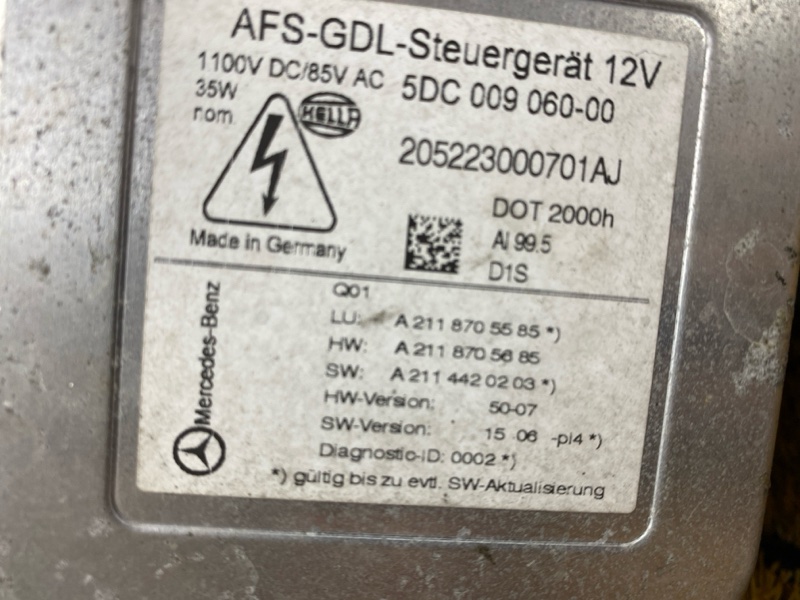 AFS-GDL-Steuergerät 12V
1100V DC/85V AC 5DC 009 060-00
35W
nom.
HELLA
205223000701AJ
DOT 2000h
Al 99.5
D1S
Made in Germany
Mercedes-Benz
Q01
LU: A 211 870 55 85 *)
HW: A 211 870 56 85
SW: A 211 442 02 03 *)
HW-Version: 50-07
SW-Version: 15 06 -pl4 *)
Diagnostic-ID: 0002 *)
*) gültig bis zu evtl. SW-Aktualisierung